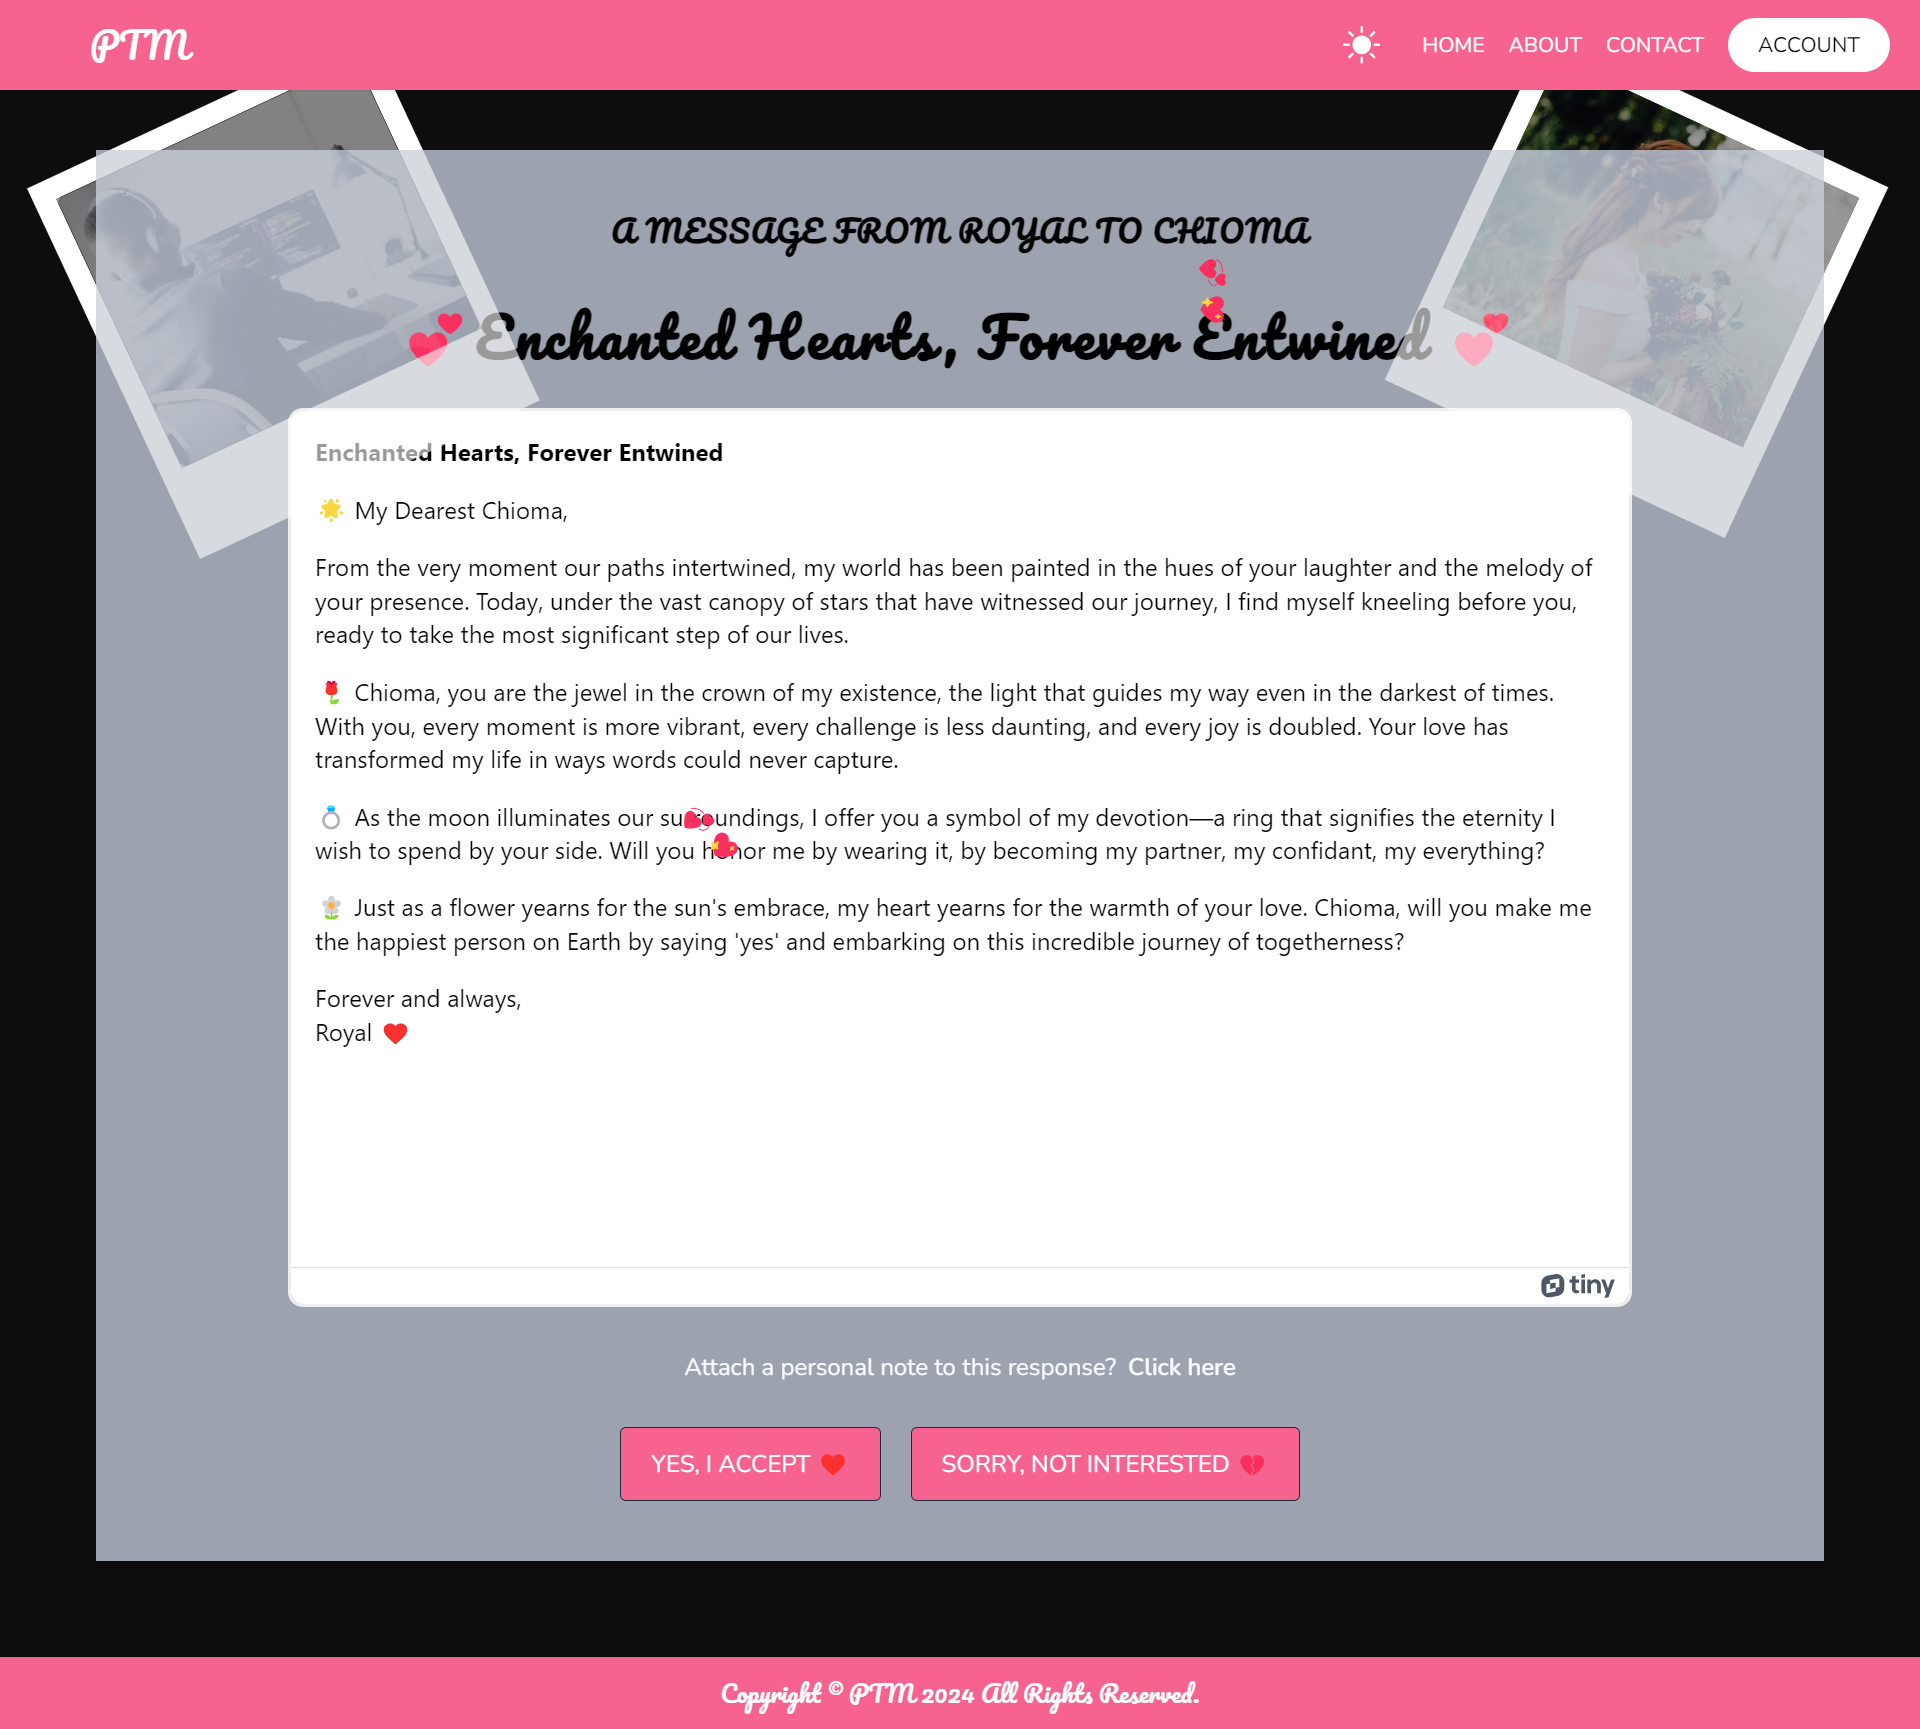 PTM
HOME ABOUT CONTACT ACCOUNT
A MESSAGE FROM ROYAL TO CHIOMA
💕 Enchanted Hearts, Forever Entwined 💕
Enchanted Hearts, Forever Entwined
🌟 My Dearest Chioma,
From the very moment our paths intertwined, my world has been painted in the hues of your laughter and the melody of
your presence. Today, under the vast canopy of stars that have witnessed our journey, I find myself kneeling before you,
ready to take the most significant step of our lives.
🌹 Chioma, you are the jewel in the crown of my existence, the light that guides my way even in the darkest of times.
With you, every moment is more vibrant, every challenge is less daunting, and every joy is doubled. Your love has
transformed my life in ways words could never capture.
💍 As the moon illuminates our surroundings, I offer you a symbol of my devotion—a ring that signifies the eternity I
wish to spend by your side. Will you honor me by wearing it, by becoming my partner, my confidant, my everything?
🌼 Just as a flower yearns for the sun's embrace, my heart yearns for the warmth of your love. Chioma, will you make me
the happiest person on Earth by saying 'yes' and embarking on this incredible journey of togetherness?
Forever and always,
Royal ❤️
tiny
Attach a personal note to this response? Click here
YES, I ACCEPT ❤️
SORRY, NOT INTERESTED 💔
Copyright © PTM 2024 All Rights Reserved.